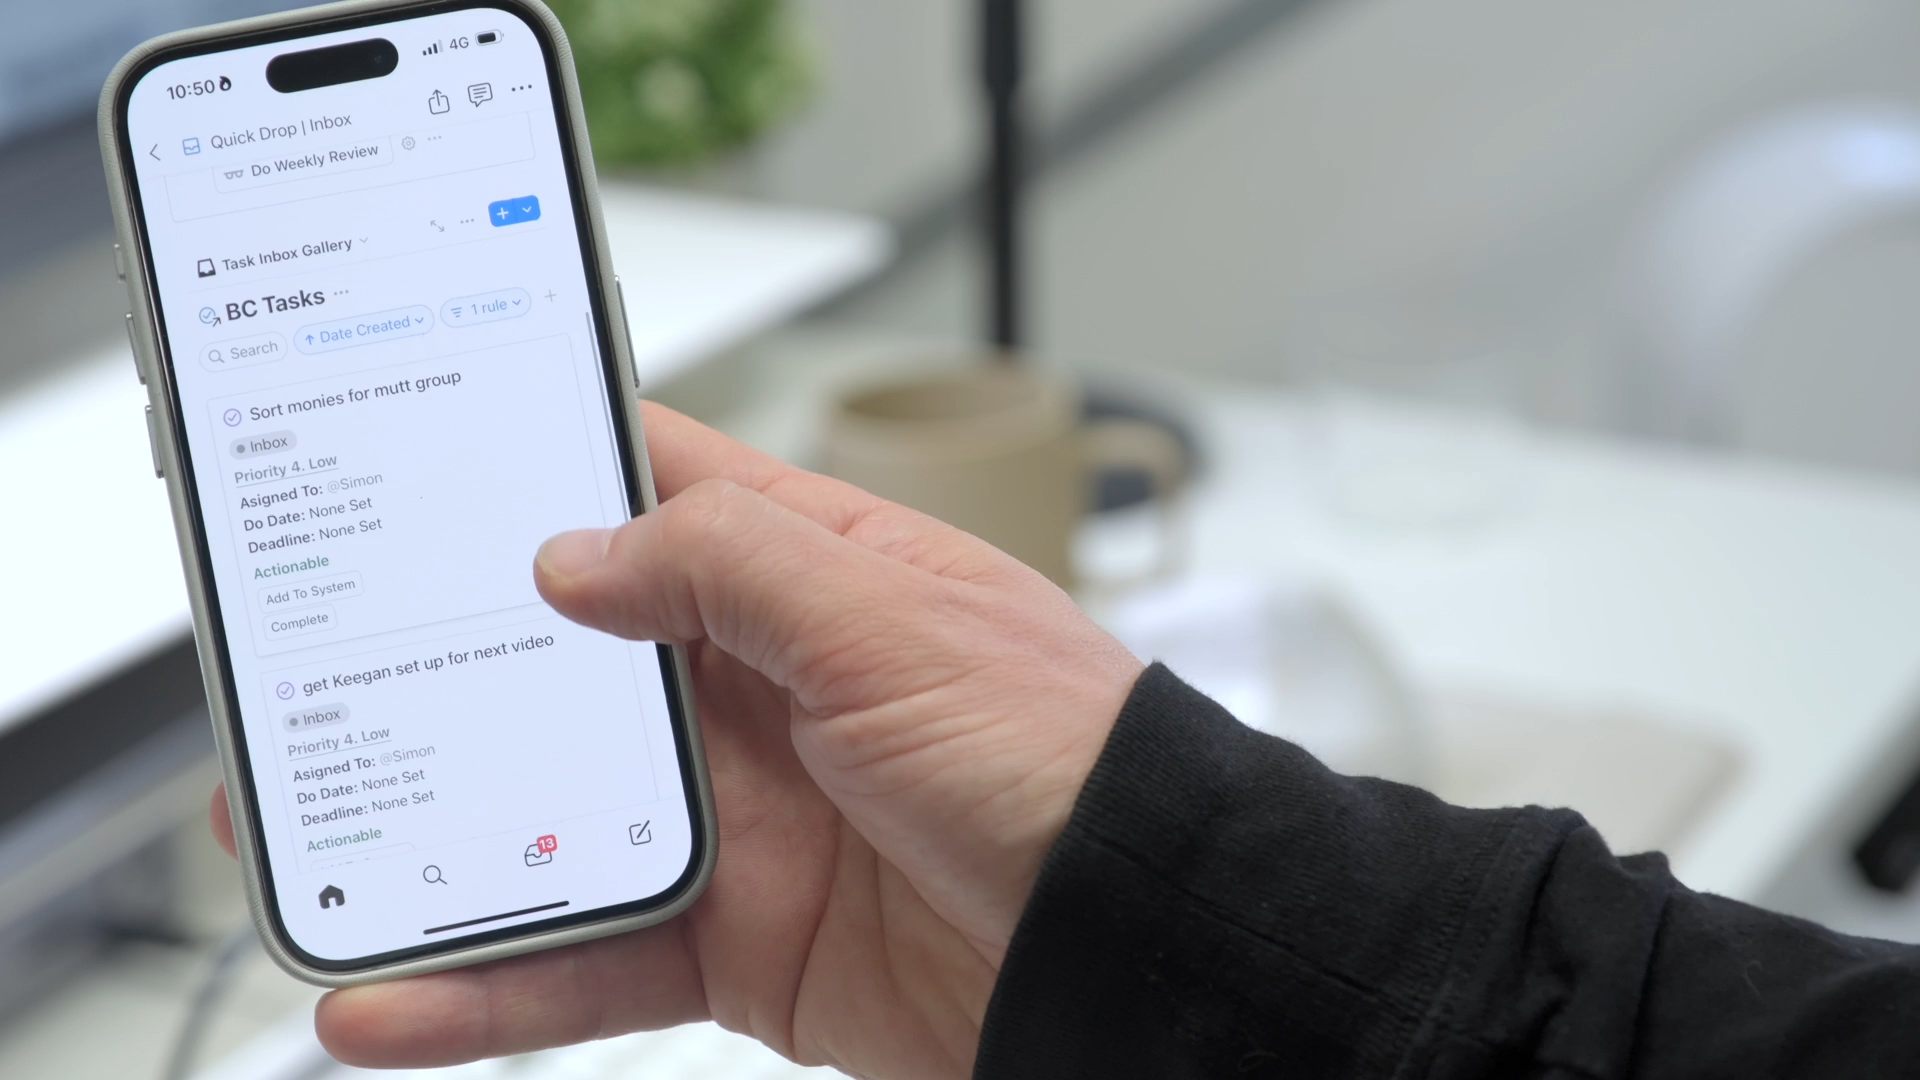 10:50
4G
Quick Drop | Inbox
Do Weekly Review
Task Inbox Gallery
BC Tasks
Search
Date Created
1 rule
Sort monies for mutt group
Inbox
Priority 4. Low
Asigned To: @Simon
Do Date: None Set
Deadline: None Set
Actionable
Add To System
Complete
get Keegan set up for next video
Inbox
Priority 4. Low
Asigned To: @Simon
Do Date: None Set
Deadline: None Set
Actionable
13